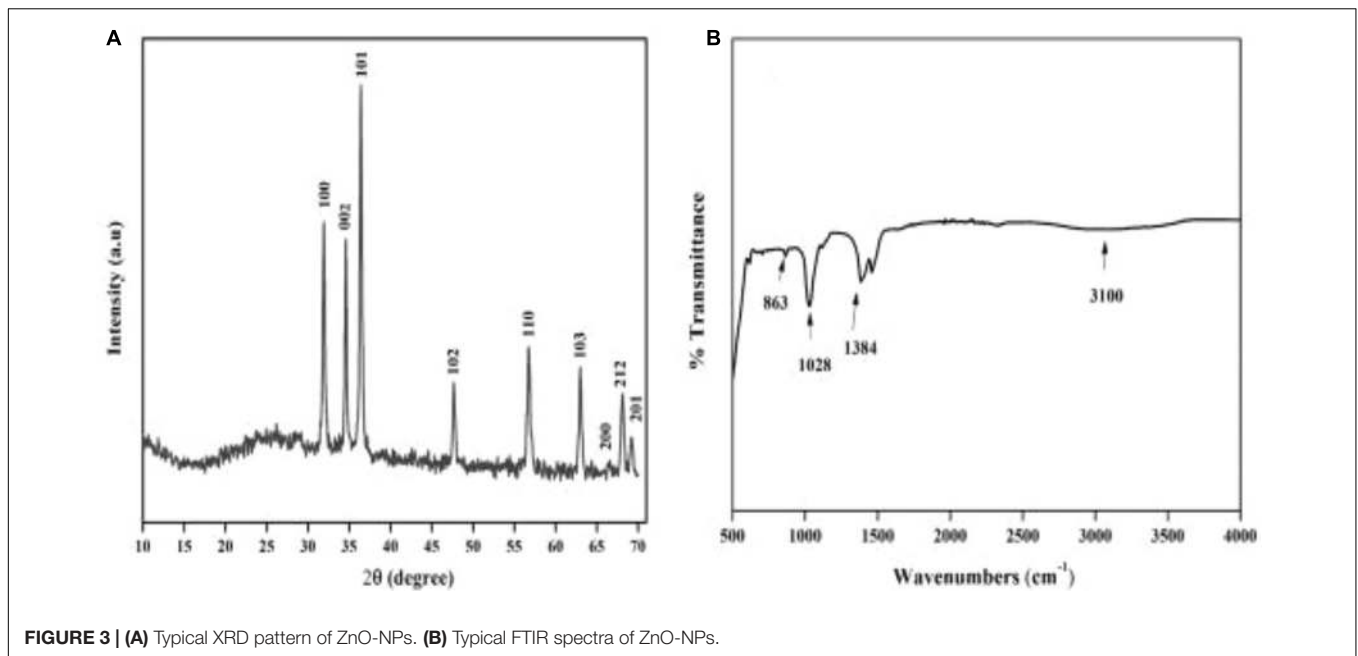 A
101
100
002
110
103
102
212
201
200
Intensity (a.u)
10 15 20 25 30 35 40 45 50 55 60 65 70
2θ (degree)
B
% Transmittance
863
1028
1384
3100
500 1000 1500 2000 2500 3000 3500 4000
Wavenumbers (cm⁻¹)
FIGURE 3 | (A) Typical XRD pattern of ZnO-NPs. (B) Typical FTIR spectra of ZnO-NPs.